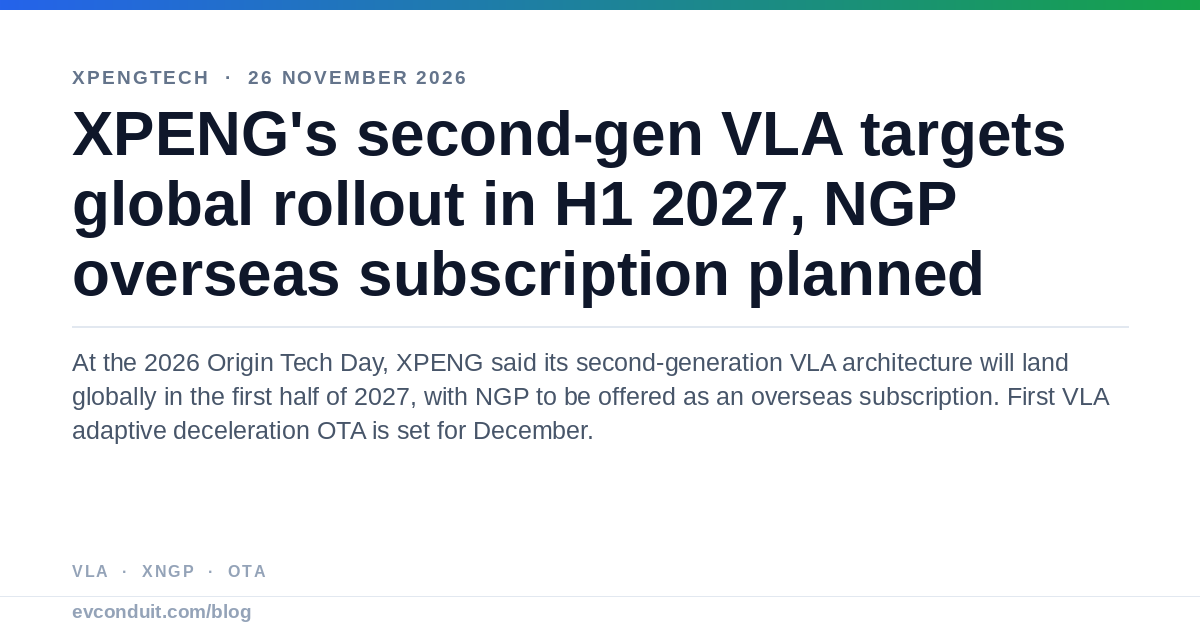 XPENGTECH · 26 NOVEMBER 2026
XPENG's second-gen VLA targets
global rollout in H1 2027, NGP
overseas subscription planned
At the 2026 Origin Tech Day, XPENG said its second-generation VLA architecture will land
globally in the first half of 2027, with NGP to be offered as an overseas subscription. First VLA
adaptive deceleration OTA is set for December.
VLA · XNGP · OTA
evconduit.com/blog